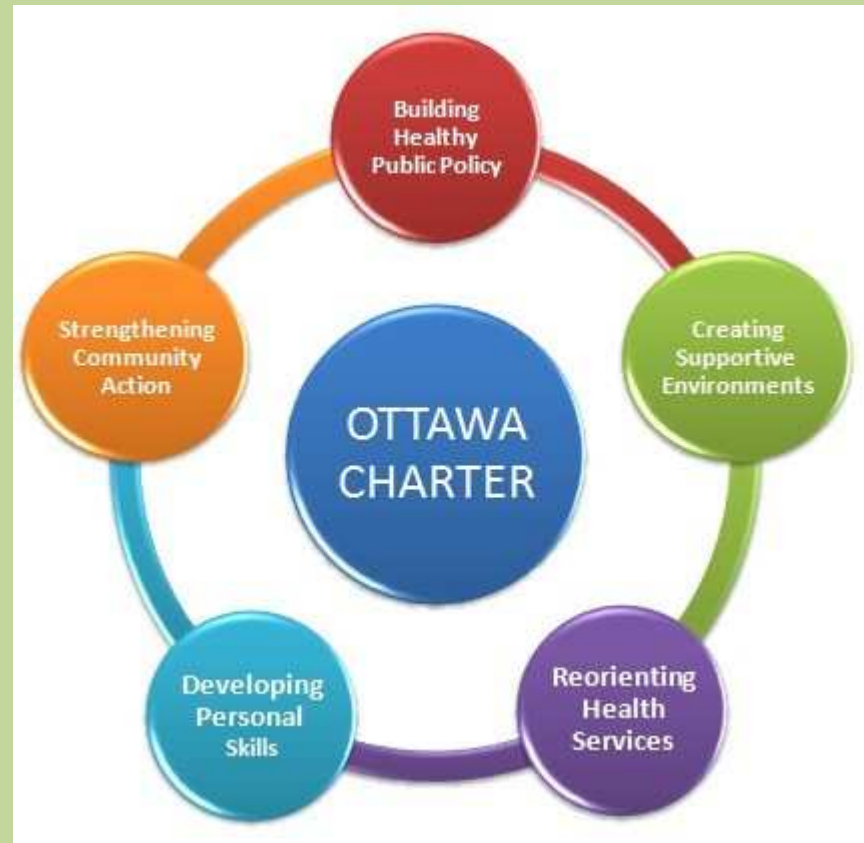 Building
Healthy
Public Policy
Creating
Supportive
Environments
Reorienting
Health
Services
Developing
Personal
Skills
Strengthening
Community
Action
OTTAWA
CHARTER